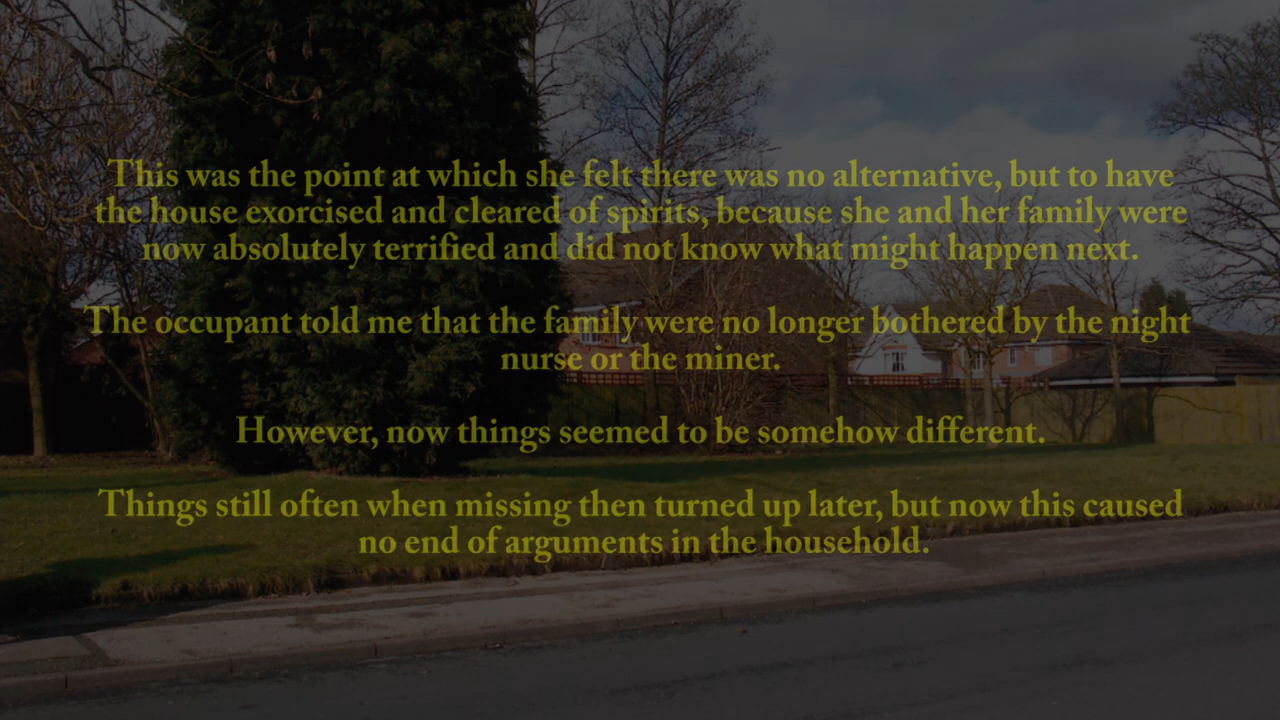 This was the point at which she felt there was no alternative, but to have
the house exorcised and cleared of spirits, because she and her family were
now absolutely terrified and did not know what might happen next.
The occupant told me that the family were no longer bothered by the night
nurse or the miner.
However, now things seemed to be somehow different.
Things still often when missing then turned up later, but now this caused
no end of arguments in the household.